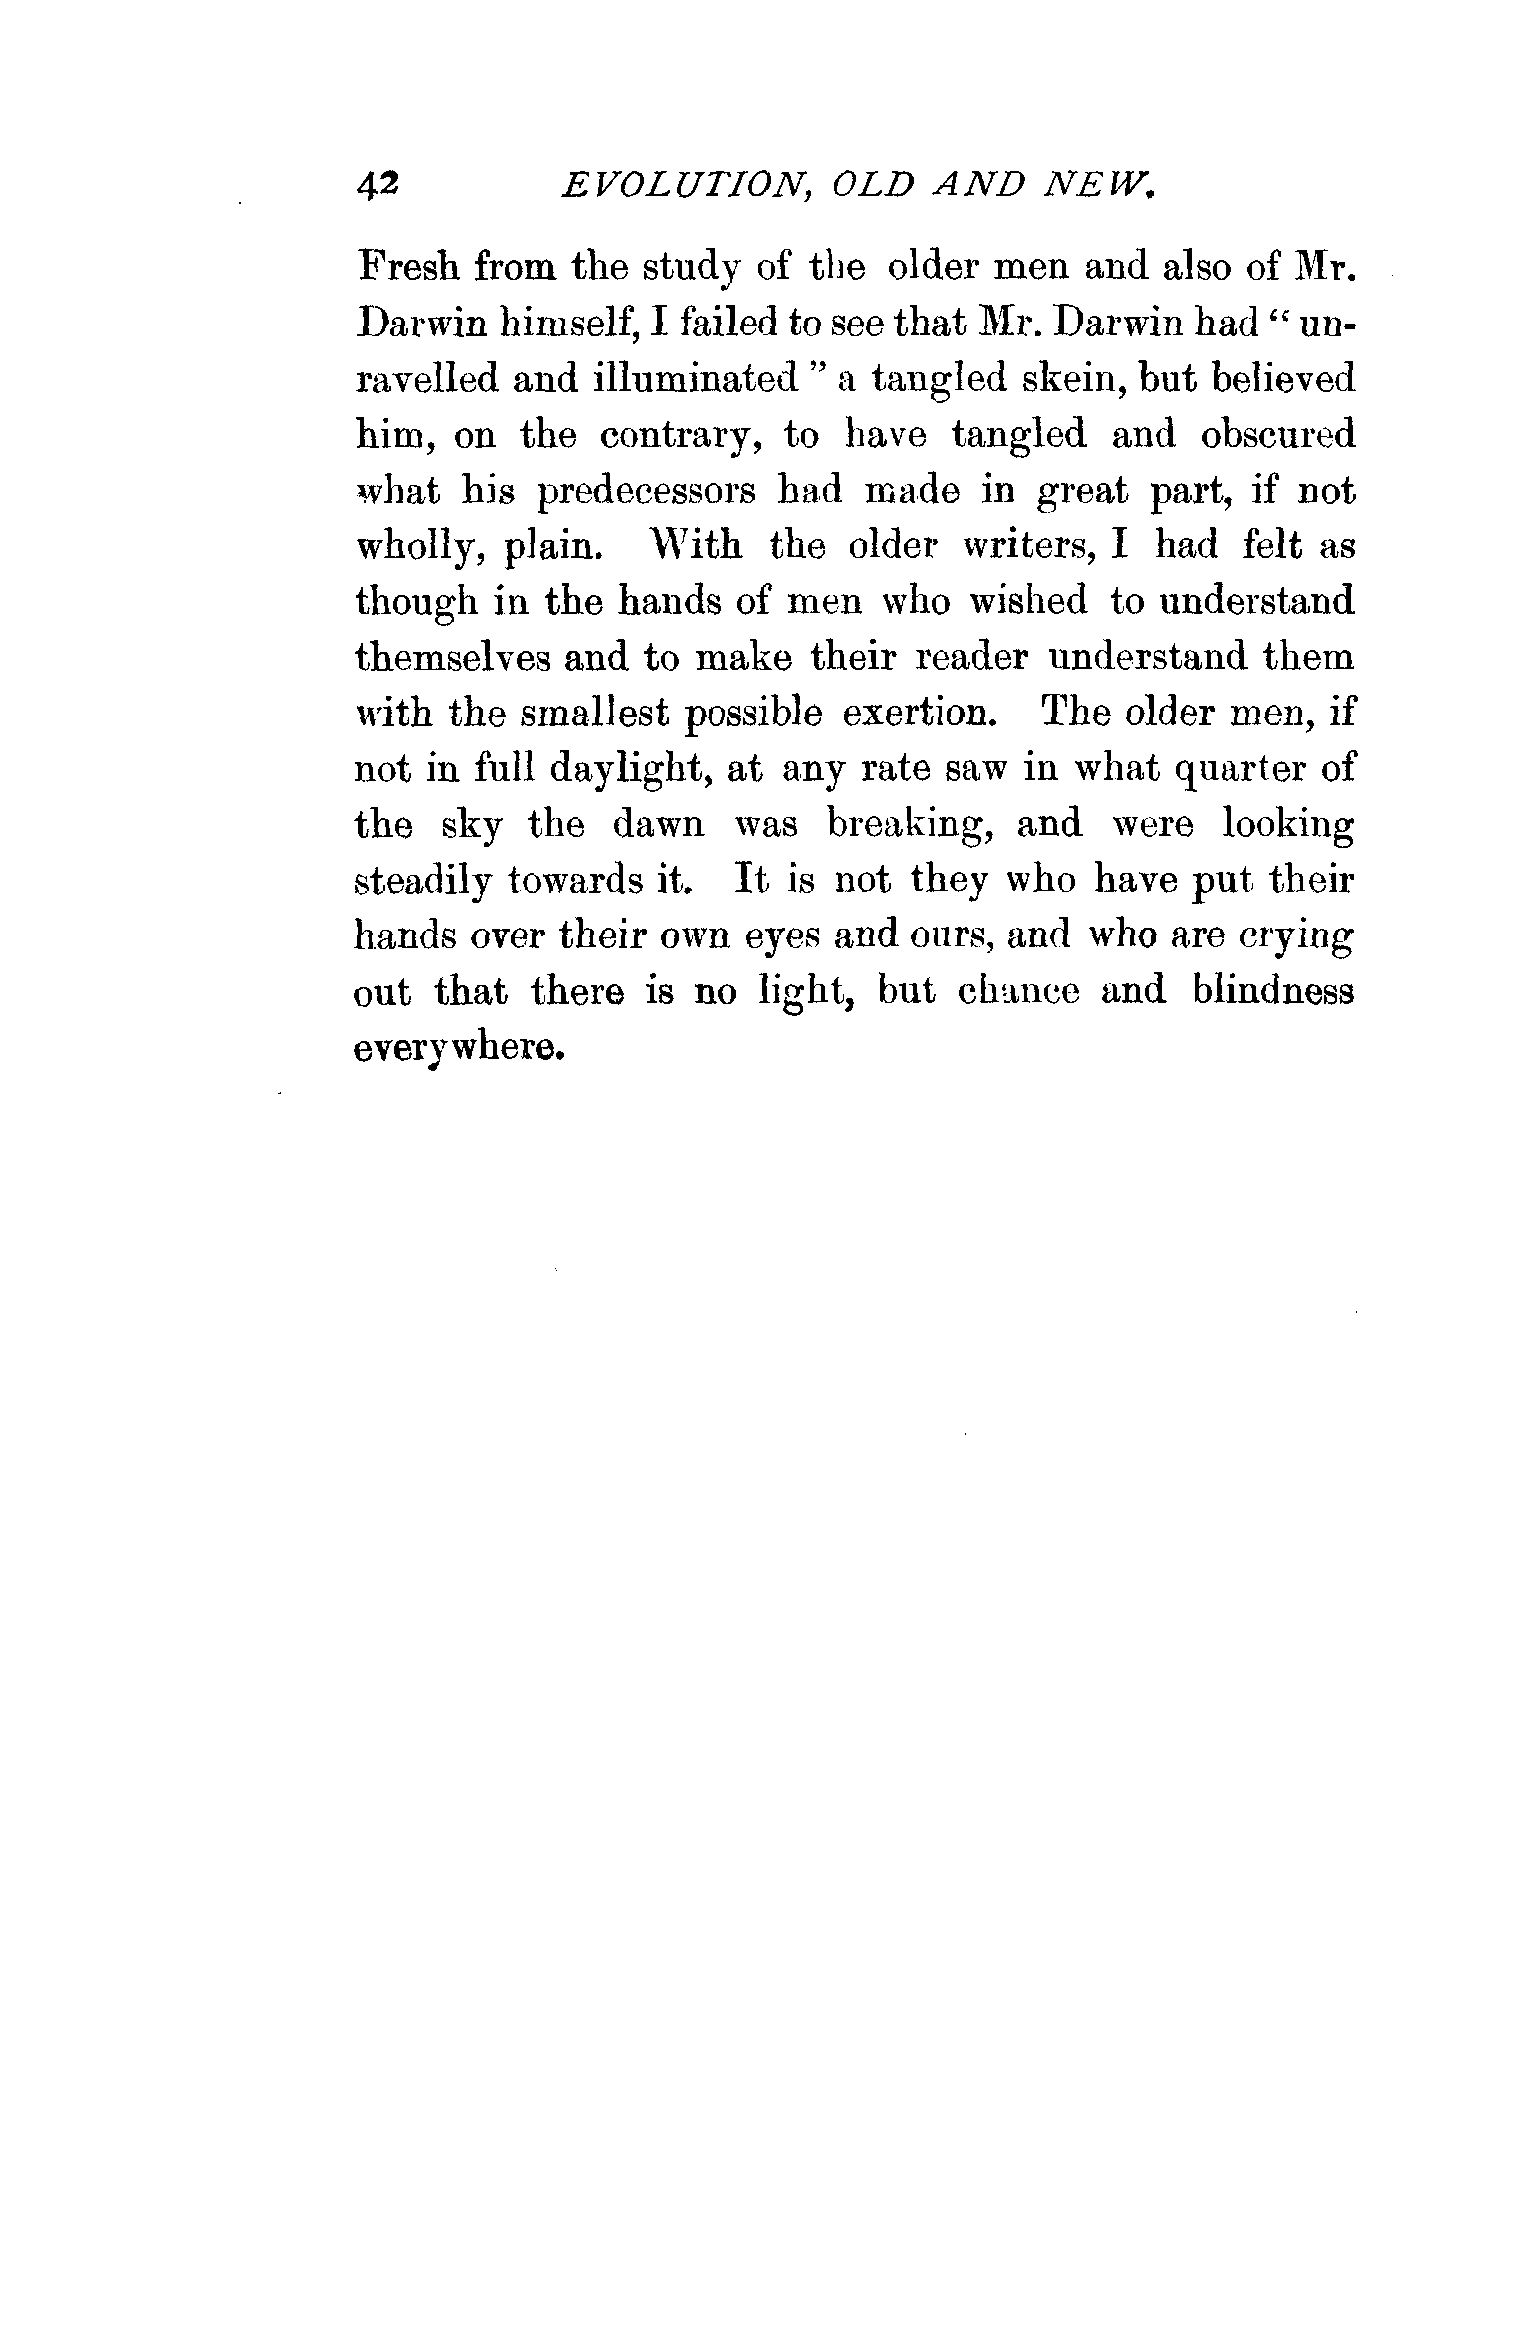 42 EVOLUTION, OLD AND NEW.
Fresh from the study of the older men and also of Mr.
Darwin himself, I failed to see that Mr. Darwin had “ un-
ravelled and illuminated ” a tangled skein, but believed
him, on the contrary, to have tangled and obscured
what his predecessors had made in great part, if not
wholly, plain. With the older writers, I had felt as
though in the hands of men who wished to understand
themselves and to make their reader understand them
with the smallest possible exertion. The older men, if
not in full daylight, at any rate saw in what quarter of
the sky the dawn was breaking, and were looking
steadily towards it. It is not they who have put their
hands over their own eyes and ours, and who are crying
out that there is no light, but chance and blindness
everywhere.